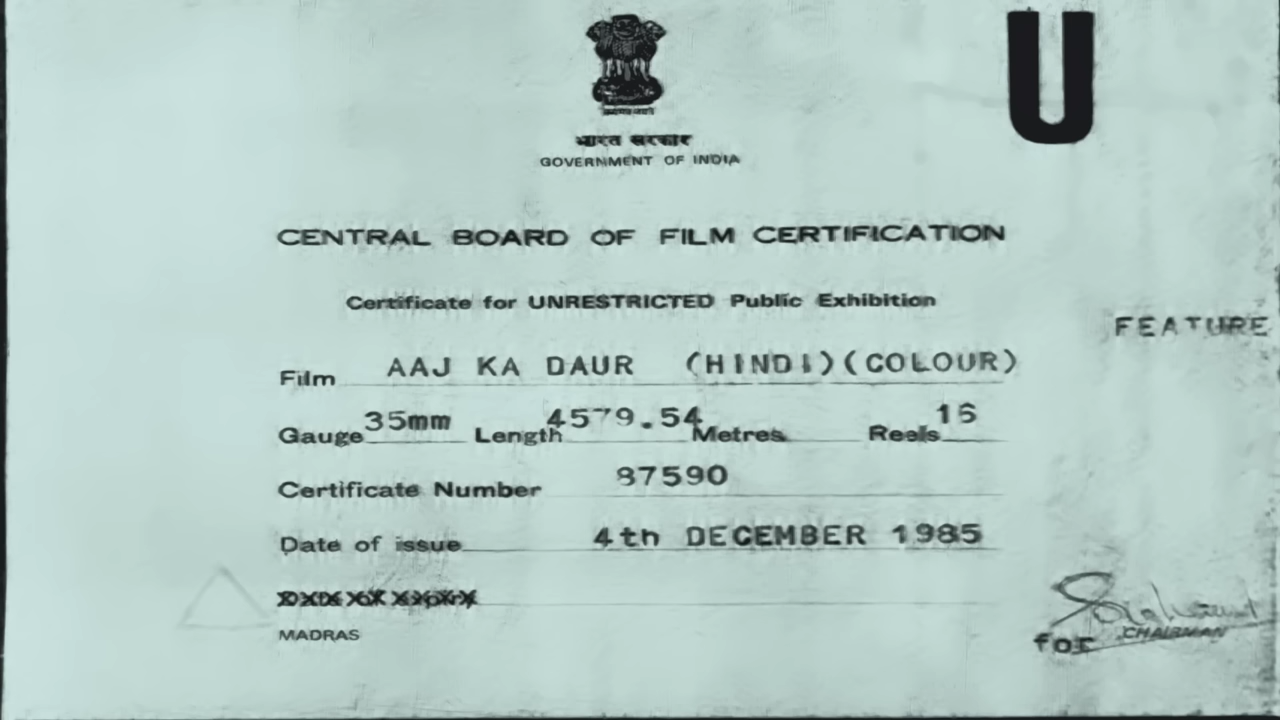 U
भारत सरकार
GOVERNMENT OF INDIA
CENTRAL BOARD OF FILM CERTIFICATION
Certificate for UNRESTRICTED Public Exhibition
FEATURE
Film AAJ KA DAUR (HINDI)(COLOUR)
Gauge 35mm Length 4579.54 Metres Reels 16
Certificate Number 87590
Date of issue 4th DECEMBER 1985
MADRAS
for CHAIRMAN